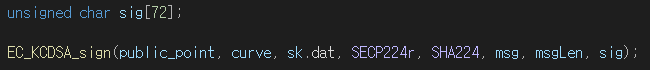 unsigned char sig[72];
EC_KCDSA_sign(public_point, curve, sk.dat, SECP224r, SHA224, msg, msgLen, sig);